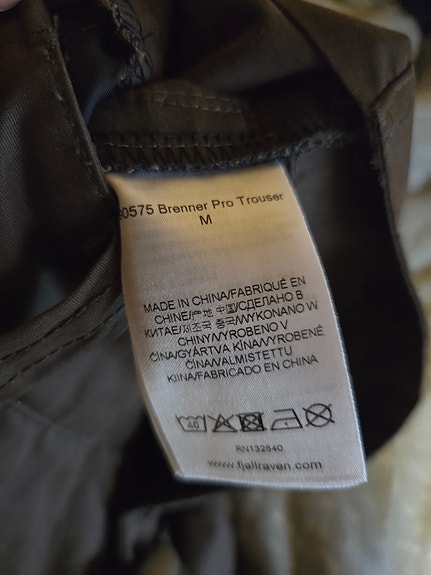 0575 Brenner Pro Trouser
M
MADE IN CHINA/FABRIQUÉ EN
CHINE/产地 中国/СДЕЛАНО В
КИТАЕ/제조국 중국/WYKONANO W
CHINY/VYROBENO V
ČÍNA/GYÁRTVA KÍNA/VYROBENÉ
ČÍNA/VALMISTETTU
KIINA/FABRICADO EN CHINA
40
RN132540
www.fjallraven.com